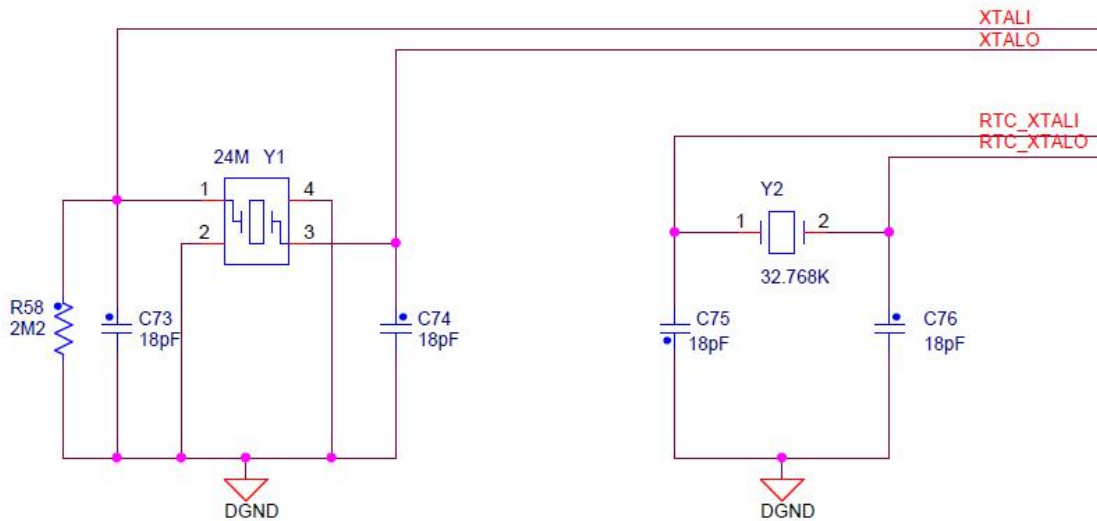 XTALI
XTALO
RTC_XTALI
RTC_XTALO
24M Y1
1 4
2 3
Y2
1 2
32.768K
R58
2M2
C73
18pF
C74
18pF
C75
18pF
C76
18pF
DGND
DGND